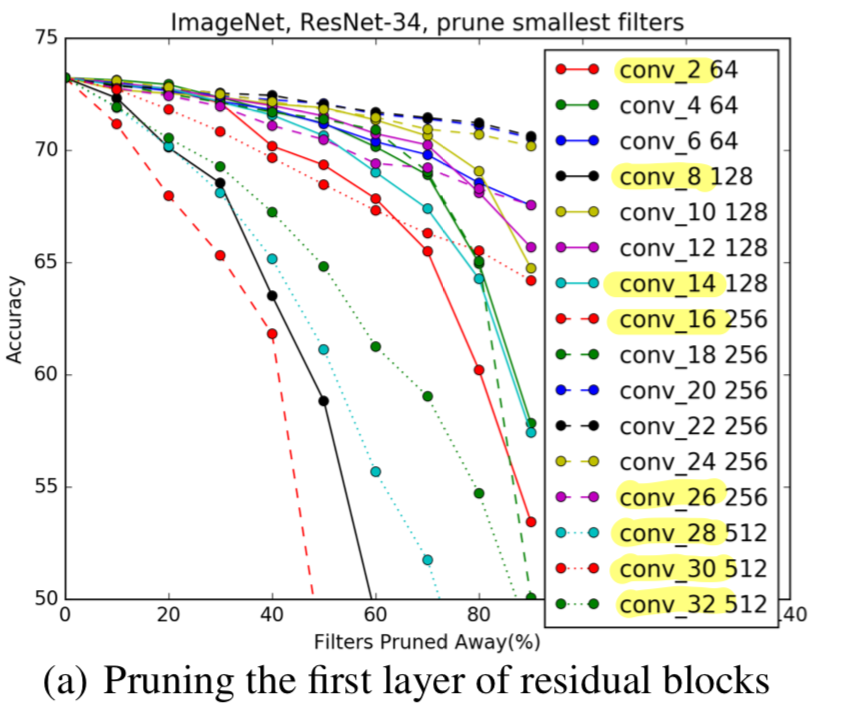 ImageNet, ResNet-34, prune smallest filters
75
70
65
60
55
50
Accuracy
0
20
40
60
80
40
Filters Pruned Away(%)
conv_2 64
conv_4 64
conv_6 64
conv_8 128
conv_10 128
conv_12 128
conv_14 128
conv_16 256
conv_18 256
conv_20 256
conv_22 256
conv_24 256
conv_26 256
conv_28 512
conv_30 512
conv_32 512
(a) Pruning the first layer of residual blocks